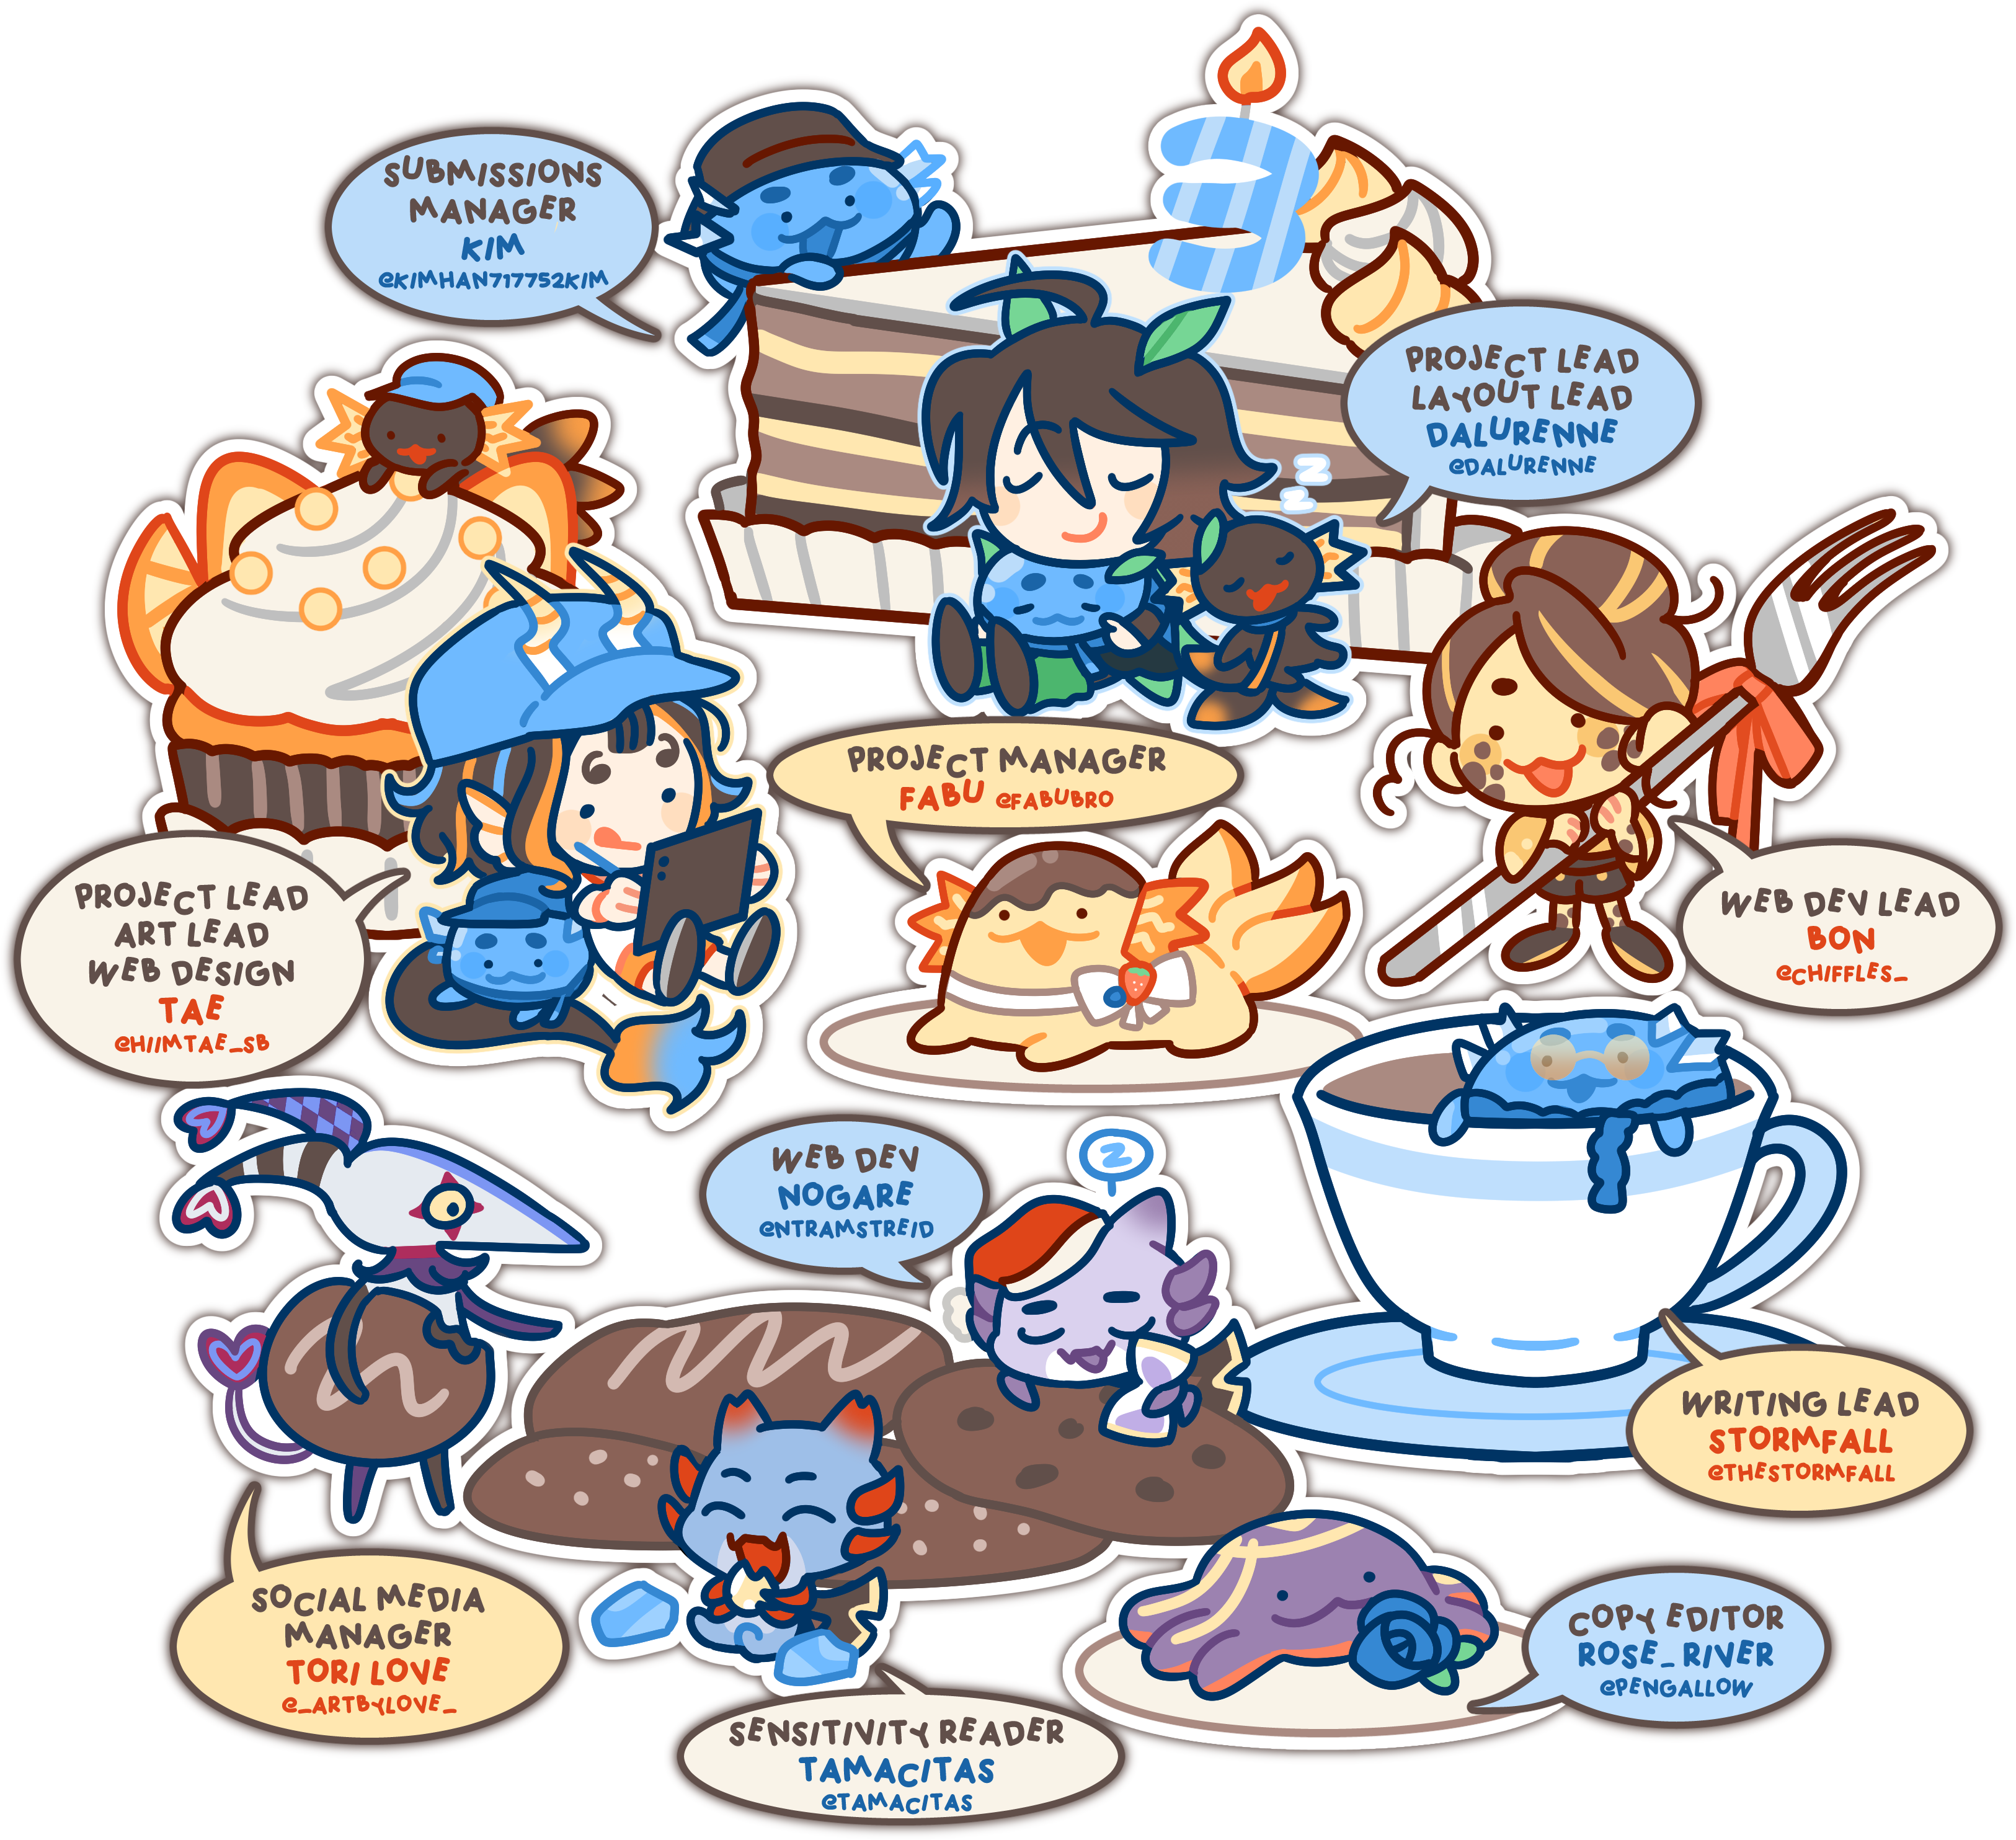 3
SUBMISSIONS
MANAGER
KIM
@KIMHAN717752KIM
PROJECT LEAD
LAYOUT LEAD
DALURENNE
@DALURENNE
Z
Z
PROJECT MANAGER
FABU @FABUBRO
PROJECT LEAD
ART LEAD
WEB DESIGN
TAE
@HIIMTAE_SB
WEB DEV LEAD
BON
@CHIFFLES_
WEB DEV
NOGARE
@NTRAMSTREID
Z
WRITING LEAD
STORMFALL
@THESTORMFALL
SOCIAL MEDIA
MANAGER
TORI LOVE
@_ARTBYLOVE_
SENSITIVITY READER
TAMACITAS
@TAMACITAS
COPY EDITOR
ROSE_RIVER
@PENGALLOW